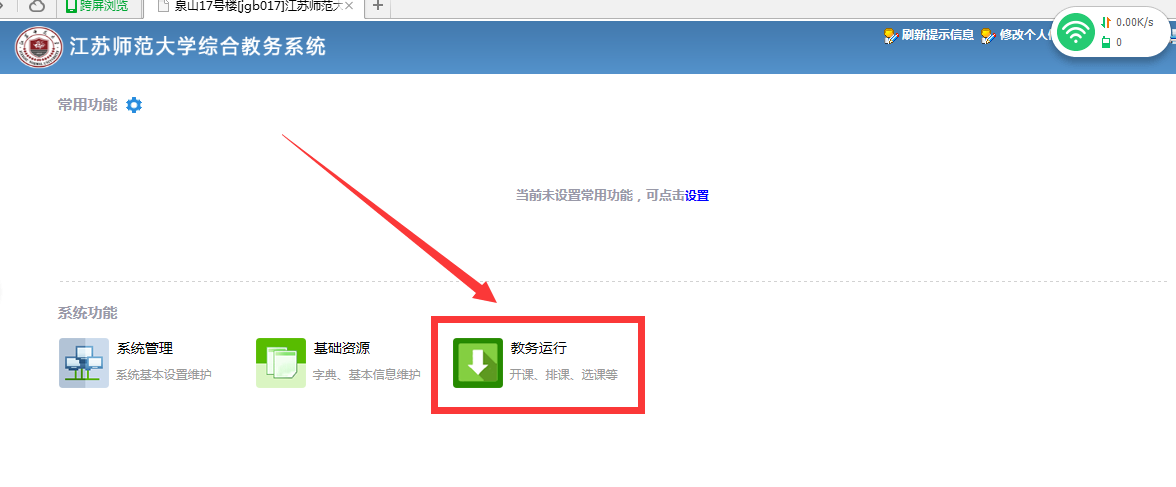 跨屏浏览
泉山17号楼[jgb017]江苏师范大
江苏师范大学综合教务系统
刷新提示信息
修改个人信
0.00K/s
0
常用功能
当前未设置常用功能，可点击设置
系统功能
系统管理
系统基本设置维护
基础资源
字典、基本信息维护
教务运行
开课、排课、选课等